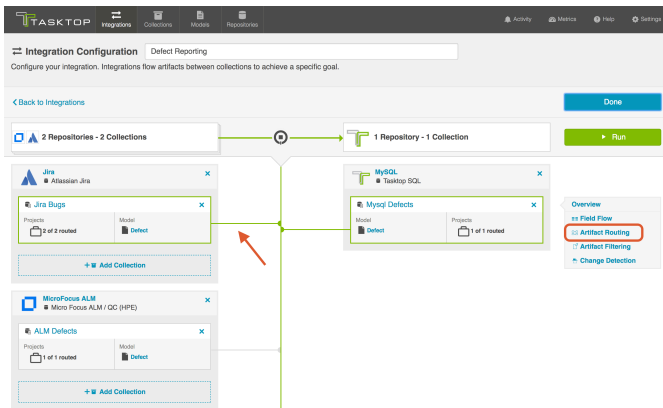 TASKTOP
Integrations
Collections
Models
Repositories
Activity
Metrics
Help
Settings
Integration Configuration
Defect Reporting
Configure your integration. Integrations flow artifacts between collections to achieve a specific goal.
Back to Integrations
Done
2 Repositories - 2 Collections
1 Repository - 1 Collection
Run
Jira
Atlassian Jira
Jira Bugs
Projects
2 of 2 routed
Model
Defect
Add Collection
MicroFocus ALM
Micro Focus ALM / QC (HPE)
ALM Defects
Projects
1 of 1 routed
Model
Defect
Add Collection
MySQL
Tasktop SQL
Mysql Defects
Model
Defect
Projects
1 of 1 routed
Overview
Field Flow
Artifact Routing
Artifact Filtering
Change Detection